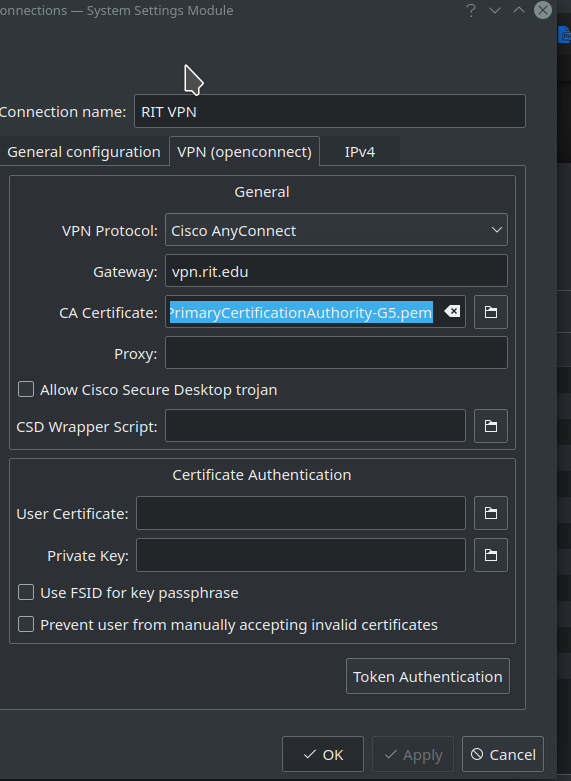 onnections — System Settings Module
Connection name: RIT VPN
General configuration VPN (openconnect) IPv4
General
VPN Protocol: Cisco AnyConnect
Gateway: vpn.rit.edu
CA Certificate: PrimaryCertificationAuthority-G5.pem
Proxy:
Allow Cisco Secure Desktop trojan
CSD Wrapper Script:
Certificate Authentication
User Certificate:
Private Key:
Use FSID for key passphrase
Prevent user from manually accepting invalid certificates
Token Authentication
OK Apply Cancel